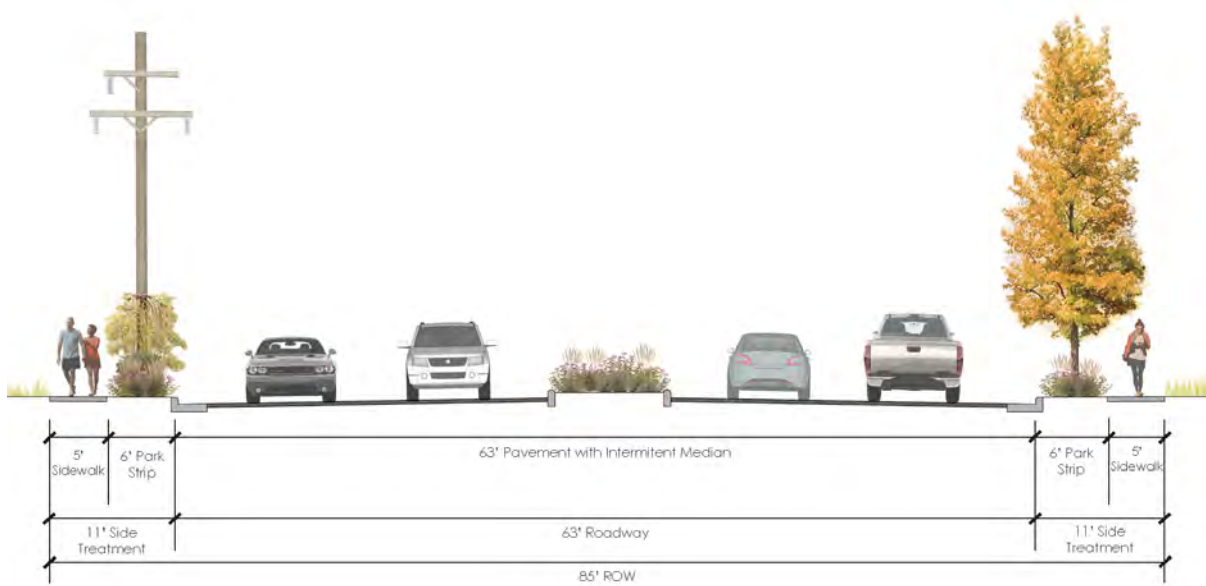 5'
Sidewalk
6' Park
Strip
63' Pavement with Intermitent Median
6' Park
Strip
5'
Sidewalk
11' Side
Treatment
63' Roadway
11' Side
Treatment
85' ROW